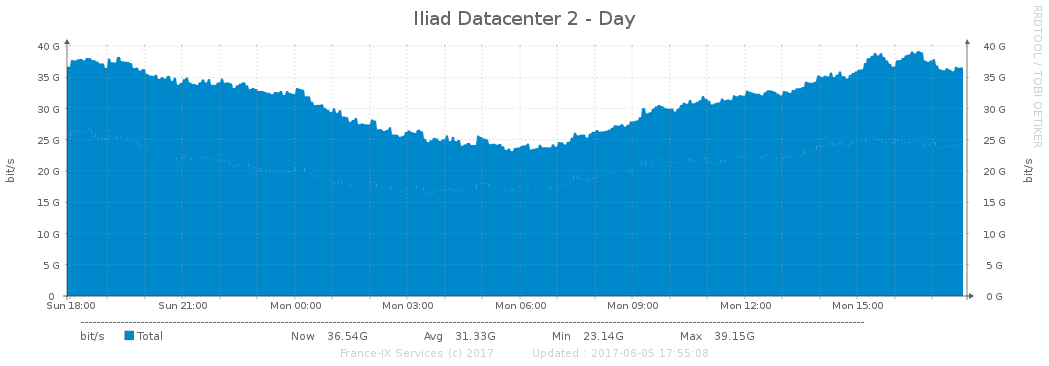 Iliad Datacenter 2 - Day
RRDTOOL / TOBI OETIKER
40 G 40 G
35 G 35 G
30 G 30 G
25 G 25 G
20 G 20 G
15 G 15 G
10 G 10 G
5 G 5 G
0 0 G
bit/s bit/s
Sun 18:00 Sun 21:00 Mon 00:00 Mon 03:00 Mon 06:00 Mon 09:00 Mon 12:00 Mon 15:00
bit/s Total Now 36.54G Avg 31.33G Min 23.14G Max 39.15G
France-IX Services (c) 2017 Updated : 2017-06-05 17:55:08